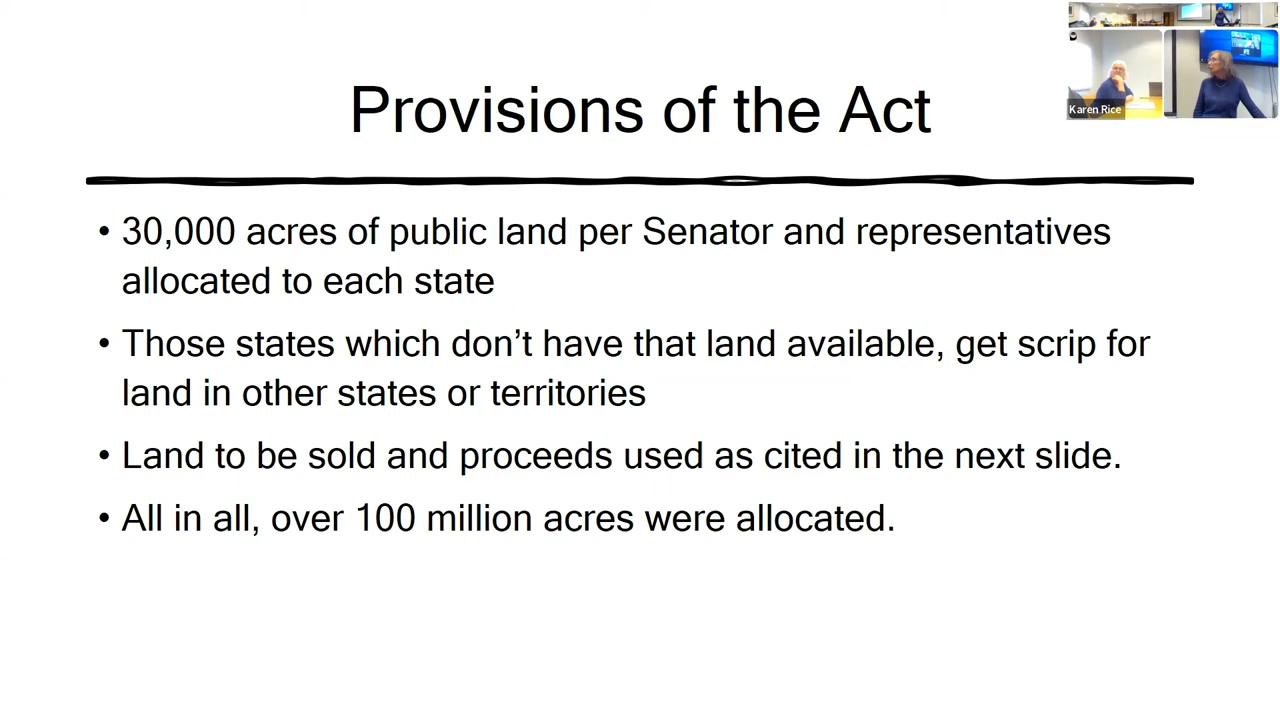 Provisions of the Act
• 30,000 acres of public land per Senator and representatives
allocated to each state
• Those states which don’t have that land available, get scrip for
land in other states or territories
• Land to be sold and proceeds used as cited in the next slide.
• All in all, over 100 million acres were allocated.
Karen Rice